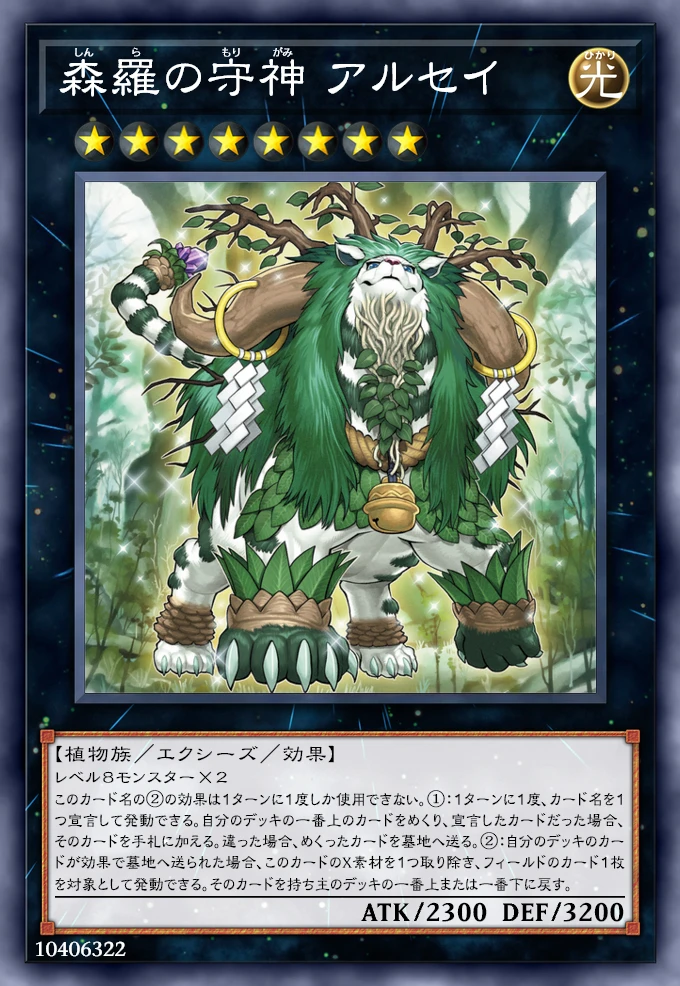 森羅の守神 アルセイ
しん ら もり がみ
光
ひかり
【植物族／エクシーズ／効果】
レベル8モンスター×2
このカード名の②の効果は1ターンに1度しか使用できない。①：1ターンに1度、カード名を1
つ宣言して発動できる。自分のデッキの一番上のカードをめくり、宣言したカードだった場合、
そのカードを手札に加える。違った場合、めくったカードを墓地へ送る。②：自分のデッキのカー
ドが効果で墓地へ送られた場合、このカードのX素材を1つ取り除き、フィールドのカード1枚
を対象として発動できる。そのカードを持ち主のデッキの一番上または一番下に戻す。
ATK/2300 DEF/3200
10406322